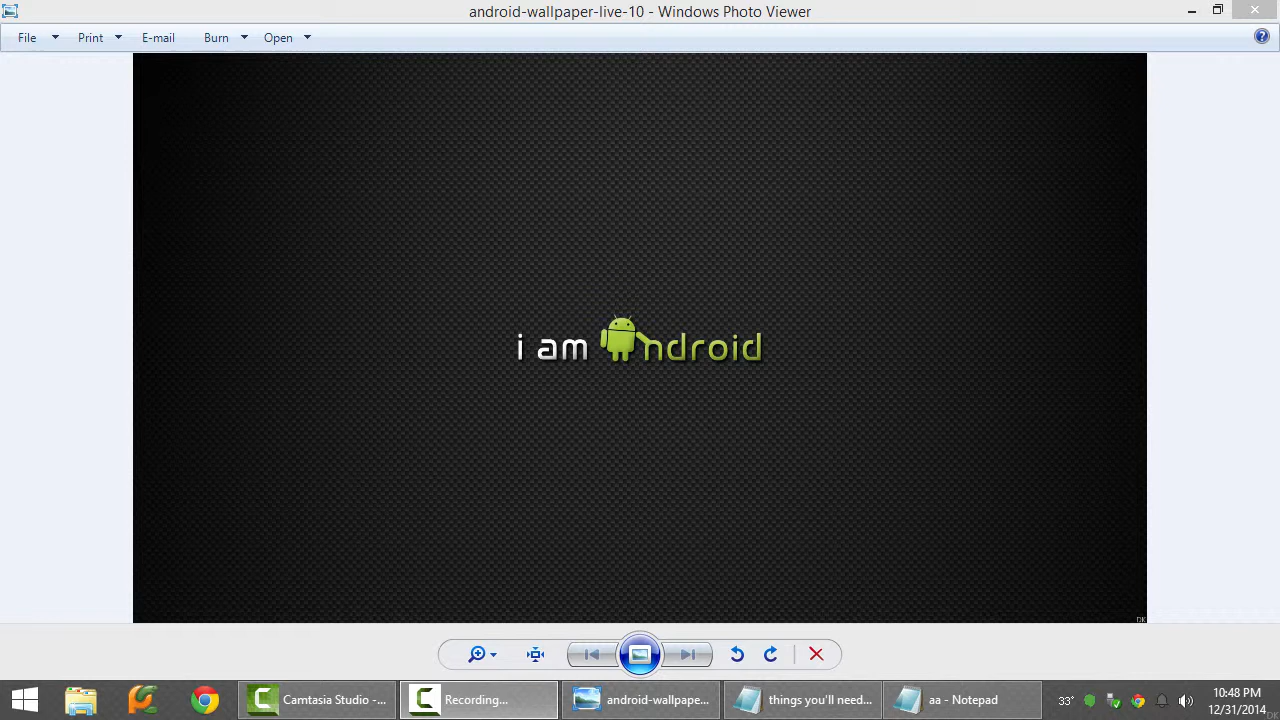 android-wallpaper-live-10 - Windows Photo Viewer
File Print E-mail Burn Open
i am ndroid
DK
Camtasia Studio -... Recording... android-wallpape... things you'll need... aa - Notepad 33° 10:48 PM
12/31/2014